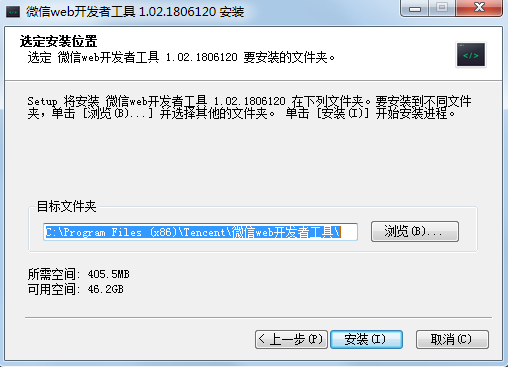 微信web开发者工具 1.02.1806120 安装
选定安装位置
选定 微信web开发者工具 1.02.1806120 要安装的文件夹。
</>
Setup 将安装 微信web开发者工具 1.02.1806120 在下列文件夹。要安装到不同文件
夹，单击 [浏览(B)...] 并选择其他的文件夹。 单击 [安装(I)] 开始安装进程。
目标文件夹
C:\Program Files (x86)\Tencent\微信web开发者工具\
浏览(B)...
所需空间: 405.5MB
可用空间: 46.2GB
< 上一步(P)
安装(I)
取消(C)